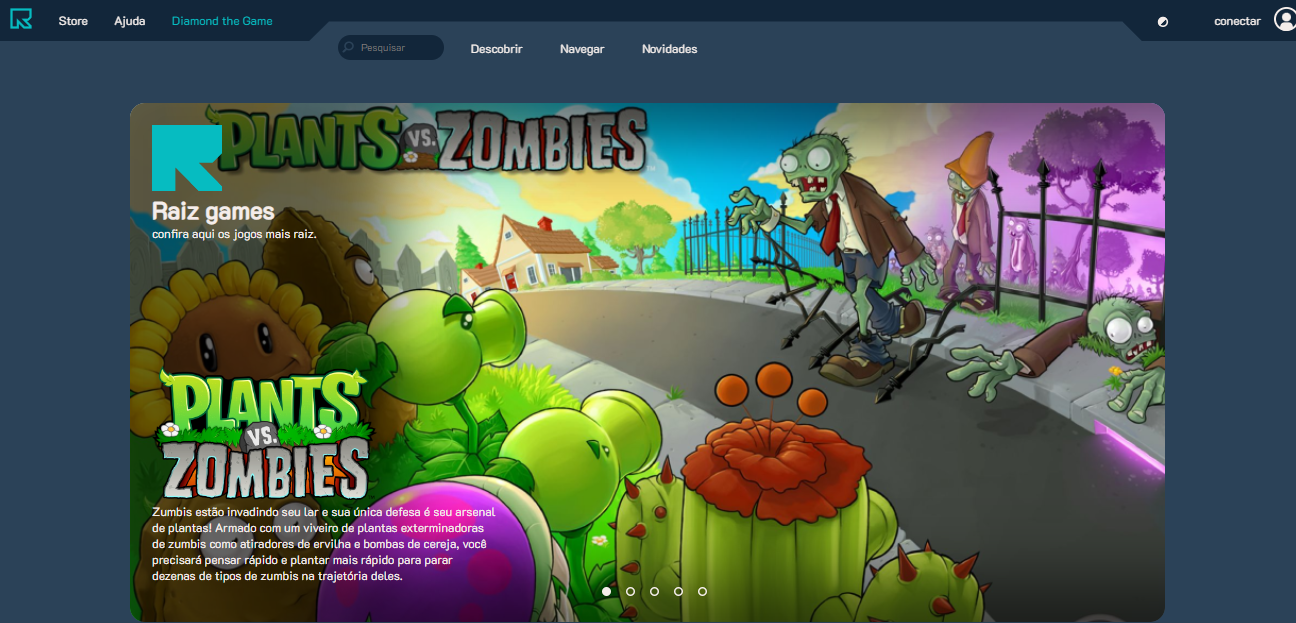 Store
Ajuda
Diamond the Game
conectar
Pesquisar
Descobrir
Navegar
Novidades
PLANTS VS. ZOMBIES
Raiz games
confira aqui os jogos mais raiz.
PLANTS
VS.
ZOMBIES
Zumbis estão invadindo seu lar e sua única defesa é seu arsenal
de plantas! Armado com um viveiro de plantas exterminadoras
de zumbis como atiradores de ervilha e bombas de cereja, você
precisará pensar rápido e plantar mais rápido para parar
dezenas de tipos de zumbis na trajetória deles.